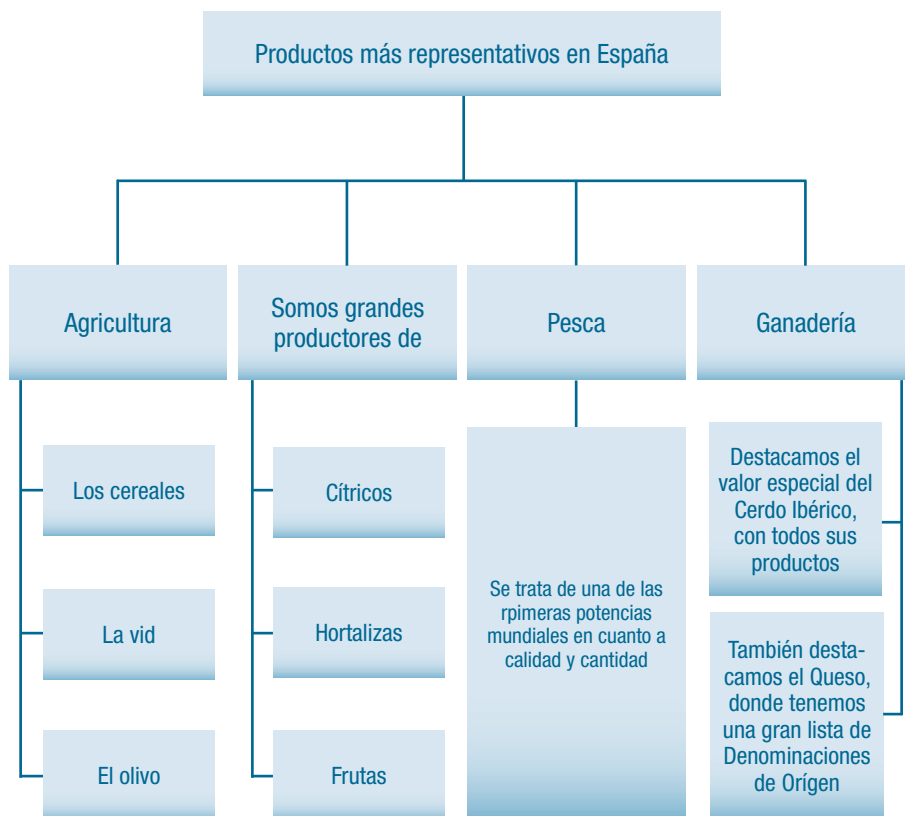 Productos más representativos en España
Agricultura
Somos grandes
productores de
Pesca
Ganadería
Los cereales
La vid
El olivo
Cítricos
Hortalizas
Frutas
Se trata de una de las
rpimeras potencias
mundiales en cuanto a
calidad y cantidad
Destacamos el
valor especial del
Cerdo Ibérico,
con todos sus
productos
También desta-
camos el Queso,
donde tenemos
una gran lista de
Denominaciones
de Orígen